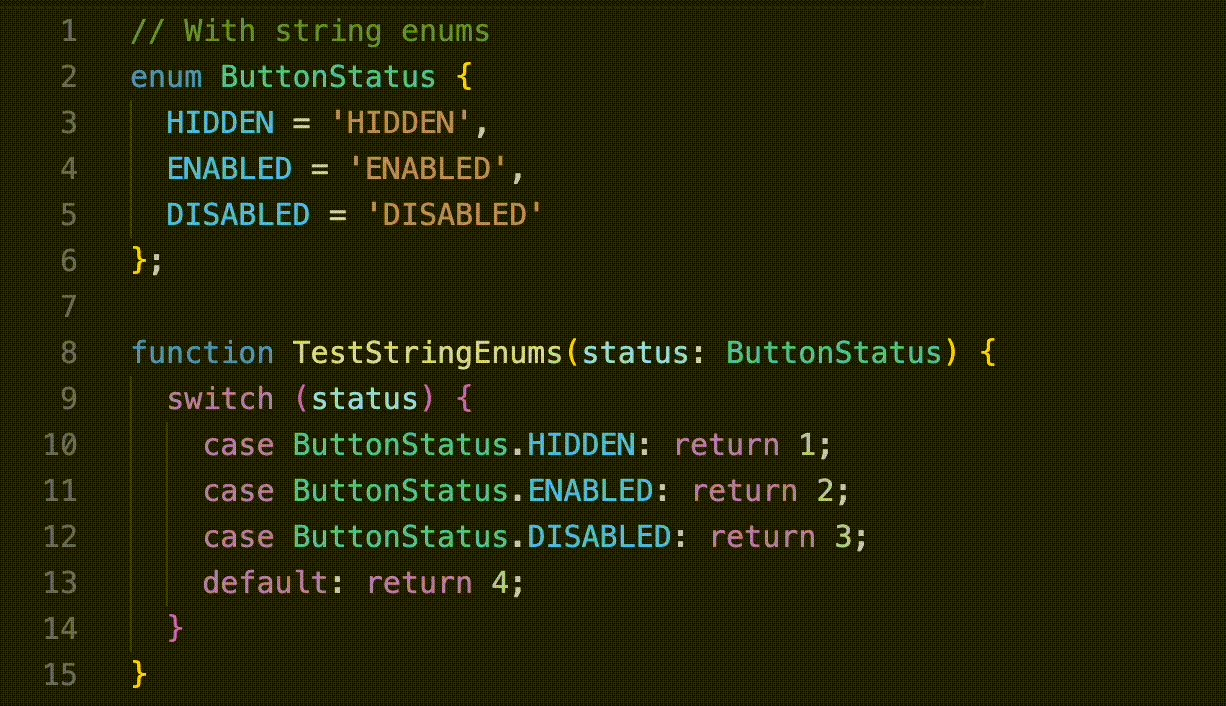 1 // With string enums
2 enum ButtonStatus {
3   HIDDEN = 'HIDDEN',
4   ENABLED = 'ENABLED',
5   DISABLED = 'DISABLED'
6 };
7
8 function TestStringEnums(status: ButtonStatus) {
9   switch (status) {
10     case ButtonStatus.HIDDEN: return 1;
11     case ButtonStatus.ENABLED: return 2;
12     case ButtonStatus.DISABLED: return 3;
13     default: return 4;
14   }
15 }